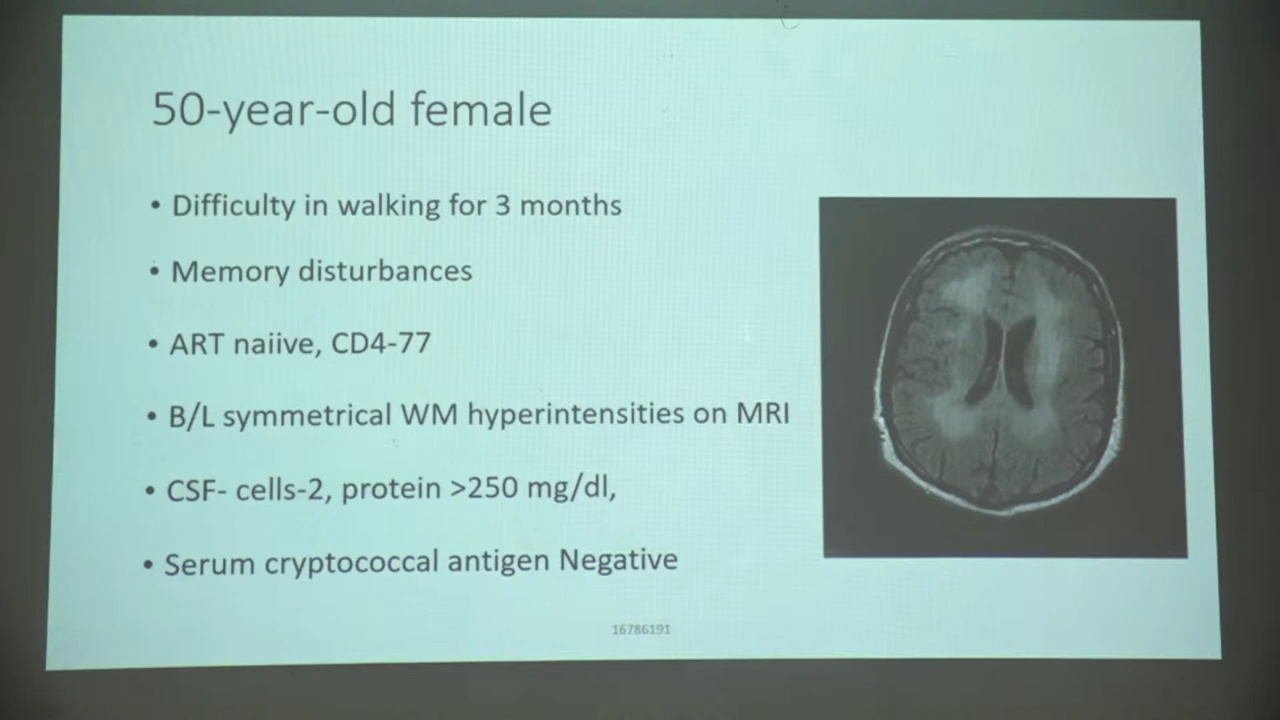 50-year-old female
• Difficulty in walking for 3 months
• Memory disturbances
• ART naiive, CD4-77
• B/L symmetrical WM hyperintensities on MRI
• CSF- cells-2, protein >250 mg/dl,
• Serum cryptococcal antigen Negative
16786191